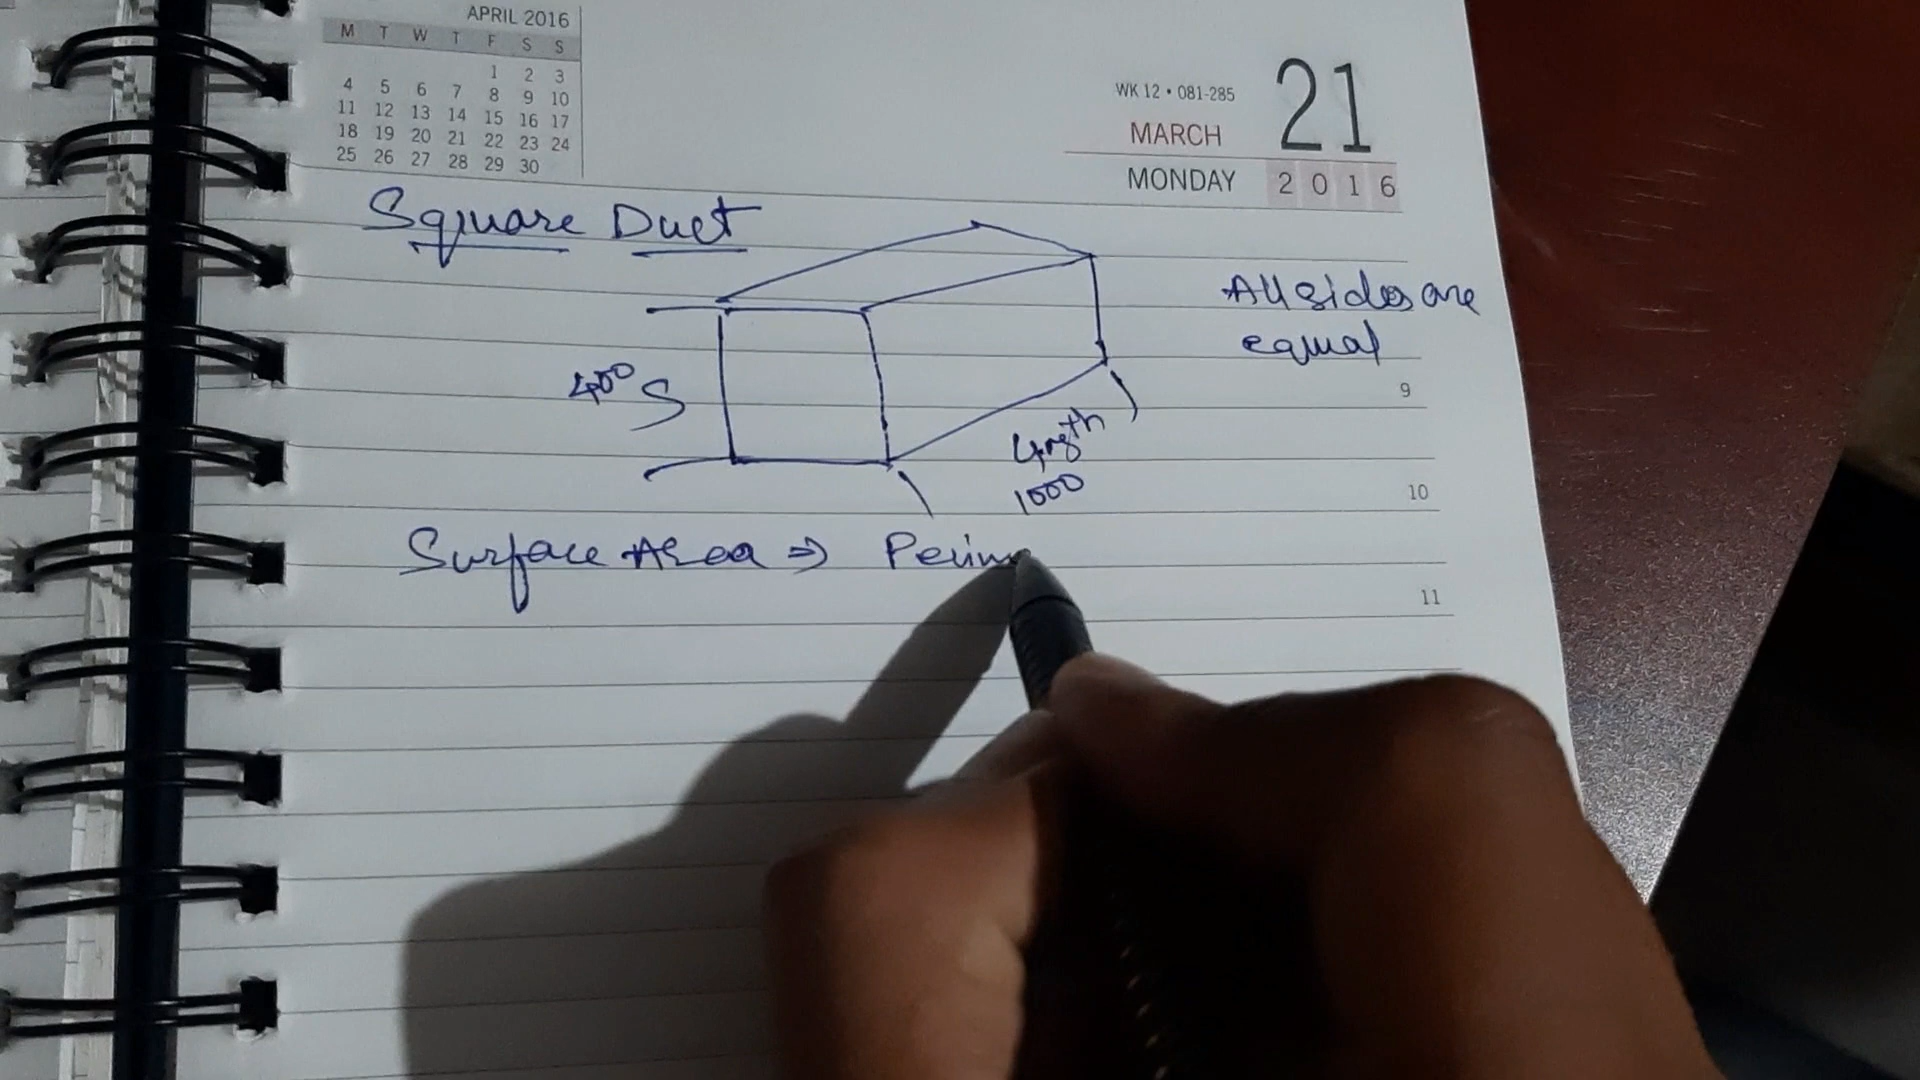 APRIL 2016
M T W T F S S
1 2 3
4 5 6 7 8 9 10
11 12 13 14 15 16 17
18 19 20 21 22 23 24
25 26 27 28 29 30
WK 12 • 081-285
MARCH
21
MONDAY
2016
Square Duct
All sides are
equal
400 S
Length
1000
Surface Area ⇒ Perim
9
10
11